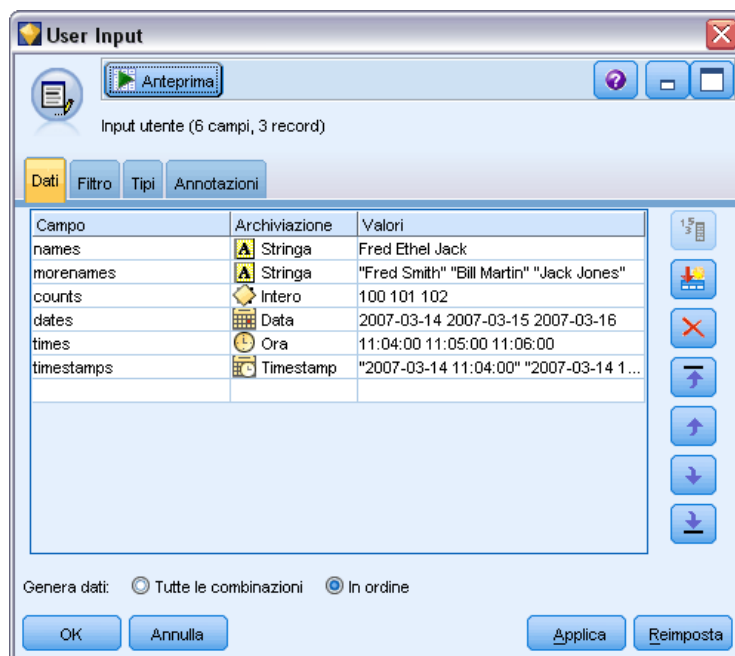 User Input
Anteprima
Input utente (6 campi, 3 record)
Dati Filtro Tipi Annotazioni
Campo Archiviazione Valori
names Stringa Fred Ethel Jack
morenames Stringa "Fred Smith" "Bill Martin" "Jack Jones"
counts Intero 100 101 102
dates Data 2007-03-14 2007-03-15 2007-03-16
times Ora 11:04:00 11:05:00 11:06:00
timestamps Timestamp "2007-03-14 11:04:00" "2007-03-14 1...
Genera dati: Tutte le combinazioni In ordine
OK Annulla Applica Reimposta